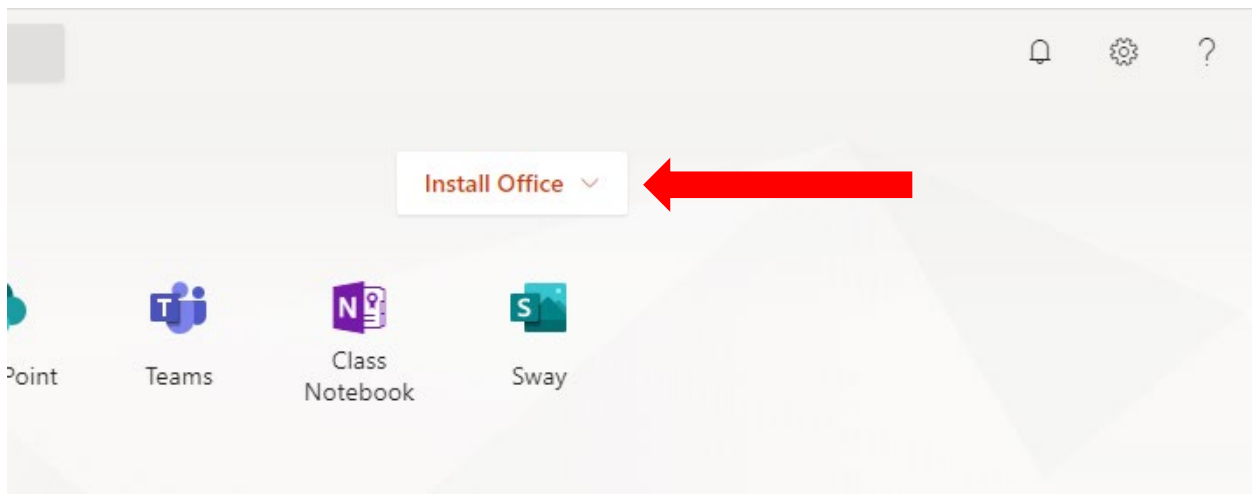 ?
Install Office
T
N
S
Point
Teams
Class
Notebook
Sway